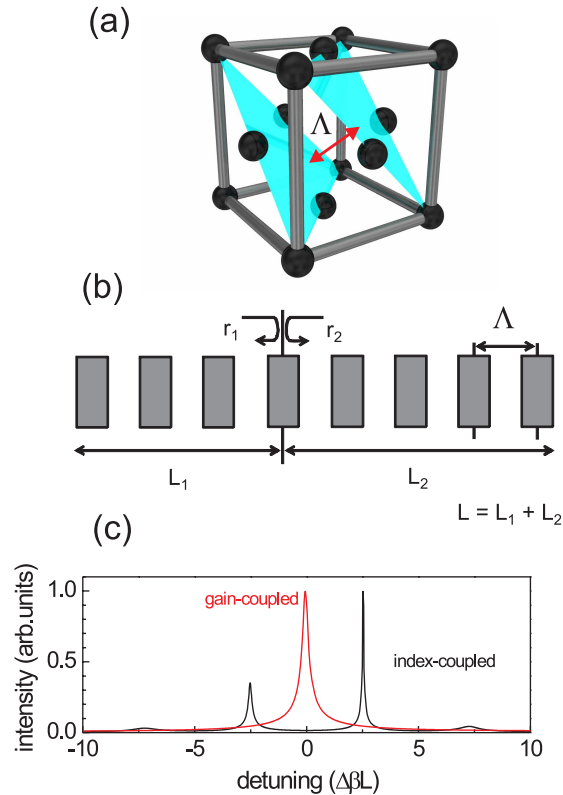 (a)
Λ
(b)
r₁
r₂
Λ
L₁
L₂
L = L₁ + L₂
(c)
intensity (arb.units)
1.0
0.5
0.0
gain-coupled
index-coupled
-10
-5
0
5
10
detuning (ΔβL)